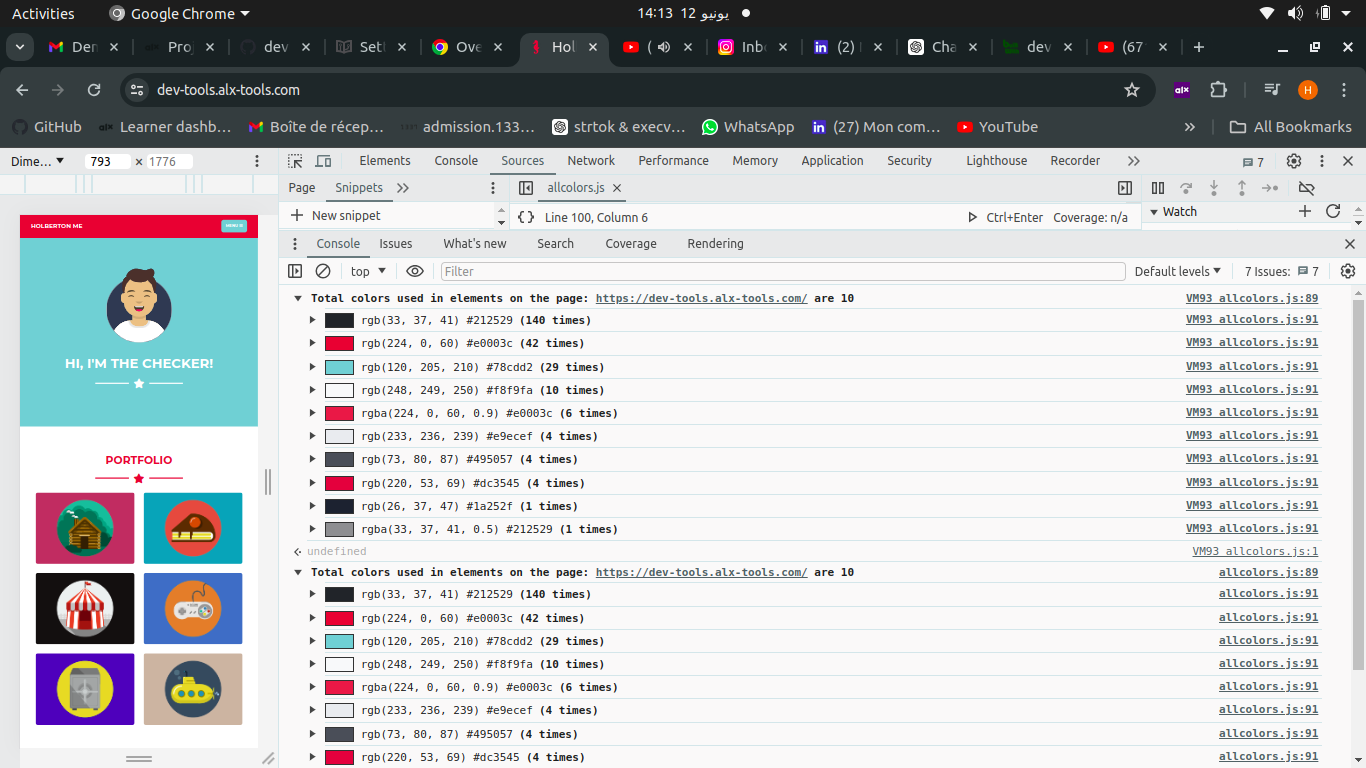 Activities Google Chrome 14:13 12 يونيو
Den Proj dev Setl Ove Holl ( Inb (2) I Cha dev (67
dev-tools.alx-tools.com alx H
GitHub alx Learner dashb... Boîte de récep... 1337 admission.133... strtok & execv... WhatsApp (27) Mon com... YouTube » All Bookmarks
Dime... 793 × 1776
Elements Console Sources Network Performance Memory Application Security Lighthouse Recorder » 7
Page Snippets » allcolors.js
New snippet {} Line 100, Column 6 Ctrl+Enter Coverage: n/a Watch
Console Issues What's new Search Coverage Rendering
top Filter Default levels 7 Issues: 7
Total colors used in elements on the page: https://dev-tools.alx-tools.com/ are 10 VM93 allcolors.js:89
rgb(33, 37, 41) #212529 (140 times) VM93 allcolors.js:91
rgb(224, 0, 60) #e0003c (42 times) VM93 allcolors.js:91
rgb(120, 205, 210) #78cdd2 (29 times) VM93 allcolors.js:91
rgb(248, 249, 250) #f8f9fa (10 times) VM93 allcolors.js:91
rgba(224, 0, 60, 0.9) #e0003c (6 times) VM93 allcolors.js:91
rgb(233, 236, 239) #e9ecef (4 times) VM93 allcolors.js:91
rgb(73, 80, 87) #495057 (4 times) VM93 allcolors.js:91
rgb(220, 53, 69) #dc3545 (4 times) VM93 allcolors.js:91
rgb(26, 37, 47) #1a252f (1 times) VM93 allcolors.js:91
rgba(33, 37, 41, 0.5) #212529 (1 times) VM93 allcolors.js:91
undefined VM93 allcolors.js:1
Total colors used in elements on the page: https://dev-tools.alx-tools.com/ are 10 allcolors.js:89
rgb(33, 37, 41) #212529 (140 times) allcolors.js:91
rgb(224, 0, 60) #e0003c (42 times) allcolors.js:91
rgb(120, 205, 210) #78cdd2 (29 times) allcolors.js:91
rgb(248, 249, 250) #f8f9fa (10 times) allcolors.js:91
rgba(224, 0, 60, 0.9) #e0003c (6 times) allcolors.js:91
rgb(233, 236, 239) #e9ecef (4 times) allcolors.js:91
rgb(73, 80, 87) #495057 (4 times) allcolors.js:91
rgb(220, 53, 69) #dc3545 (4 times) allcolors.js:91
HOLBERTON ME MENU
HI, I'M THE CHECKER!
PORTFOLIO